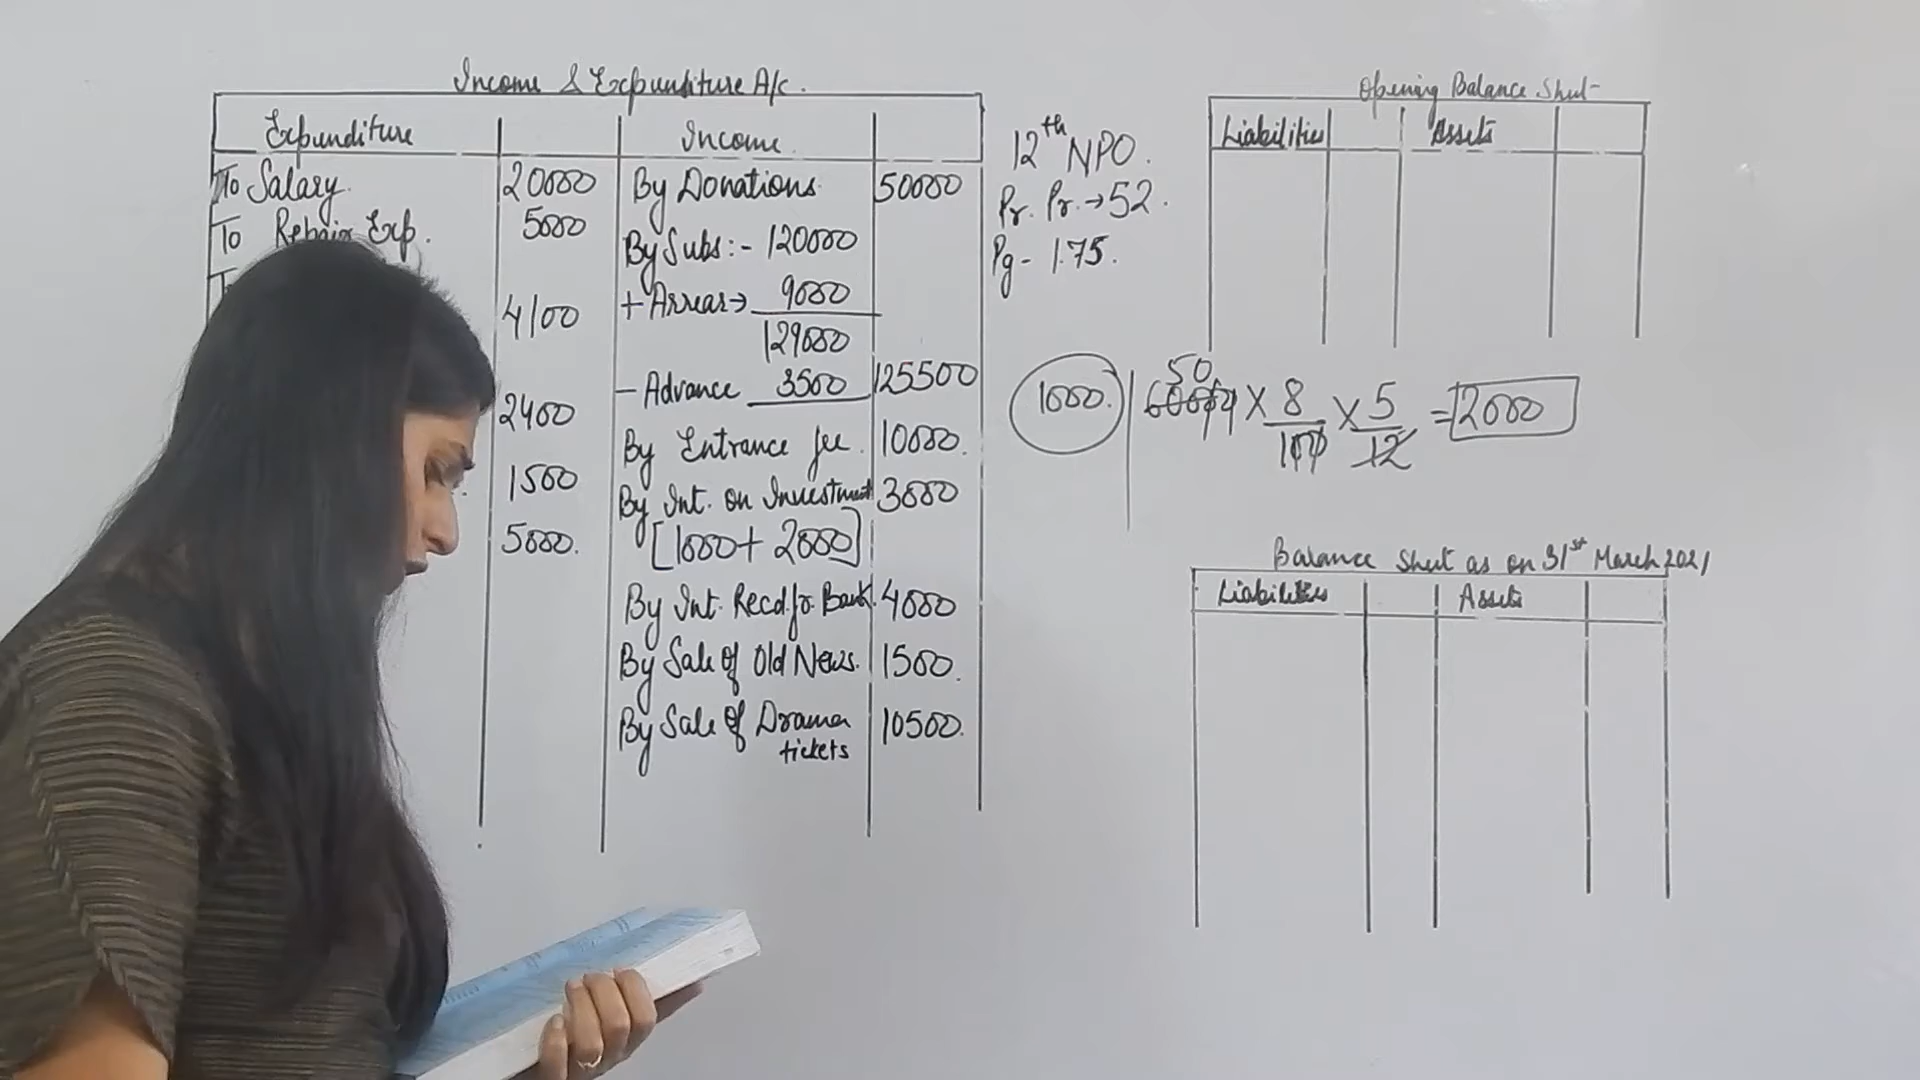 Income & Expenditure A/c.
Expenditure
Income.
To Salary. 20000
To Repair Exp. 5000
4100
2400
1500
5000.
By Donations 50000
By Subs:- 120000
+ Arrear→ 9000
129000
- Advance 3500 125500
By Entrance fee. 10000.
By Int. on Investment 3000
[1000+ 2000]
By Int. Recd. fr. Bank. 4000
By Sale of Old News. 1500.
By Sale of Drama 10500.
tickets
12th NPO.
Pr. Pr.→52.
Pg- 1.75.
Opening Balance Sheet-
Liabilities Assets
50
1000. 60000 × 8/100 × 5/12 = 2000
Balance Sheet as on 31st March 2021
Liabilities Assets